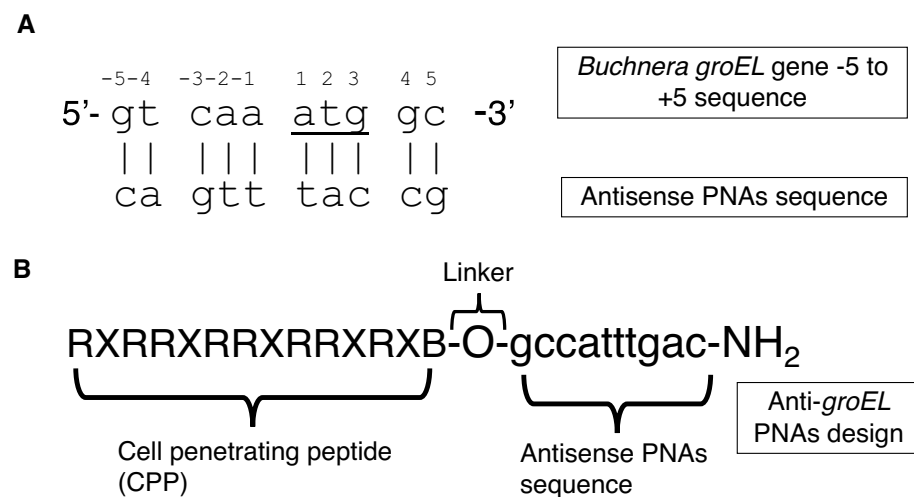 A
-5-4 -3-2-1 1 2 3 4 5
5’- gt caa atg gc -3’
ca gttt tac cg
Buchnera groEL gene -5 to
+5 sequence
Antisense PNAs sequence
B
Linker
RXRRXRRXRRXRXB-O-gccatttgac-NH2
Cell penetrating peptide
(CPP)
Antisense PNAs
sequence
Anti-groEL
PNAs design